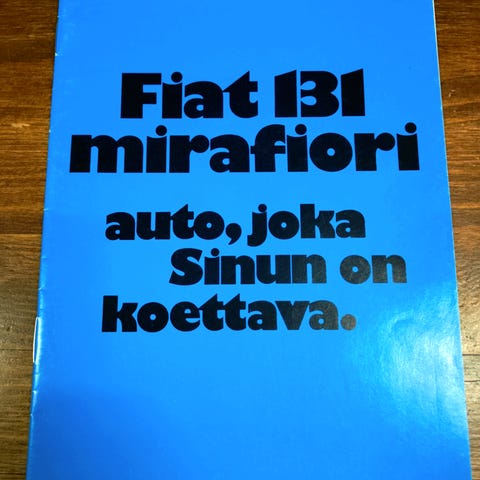 Fiat 131
mirafiori
auto, joka
Sinun on
koettava.